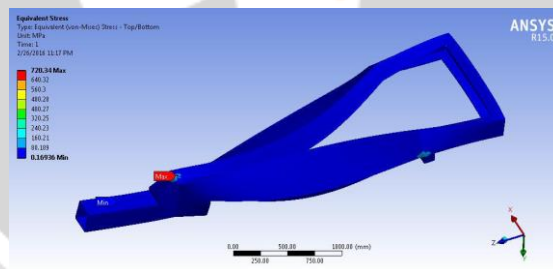 Equivalent Stress
Type: Equivalent (von-Mises) Stress - Top/Bottom
Unit: MPa
Time: 1
2/26/2018 11:17 PM
720.34 Max
640.32
560.3
480.28
400.27
320.25
240.23
160.21
80.189
0.16936 Min
ANSYS
R15.0
Max
Min
0.00
500.00
1000.00 (mm)
250.00
750.00
X
Z
Y